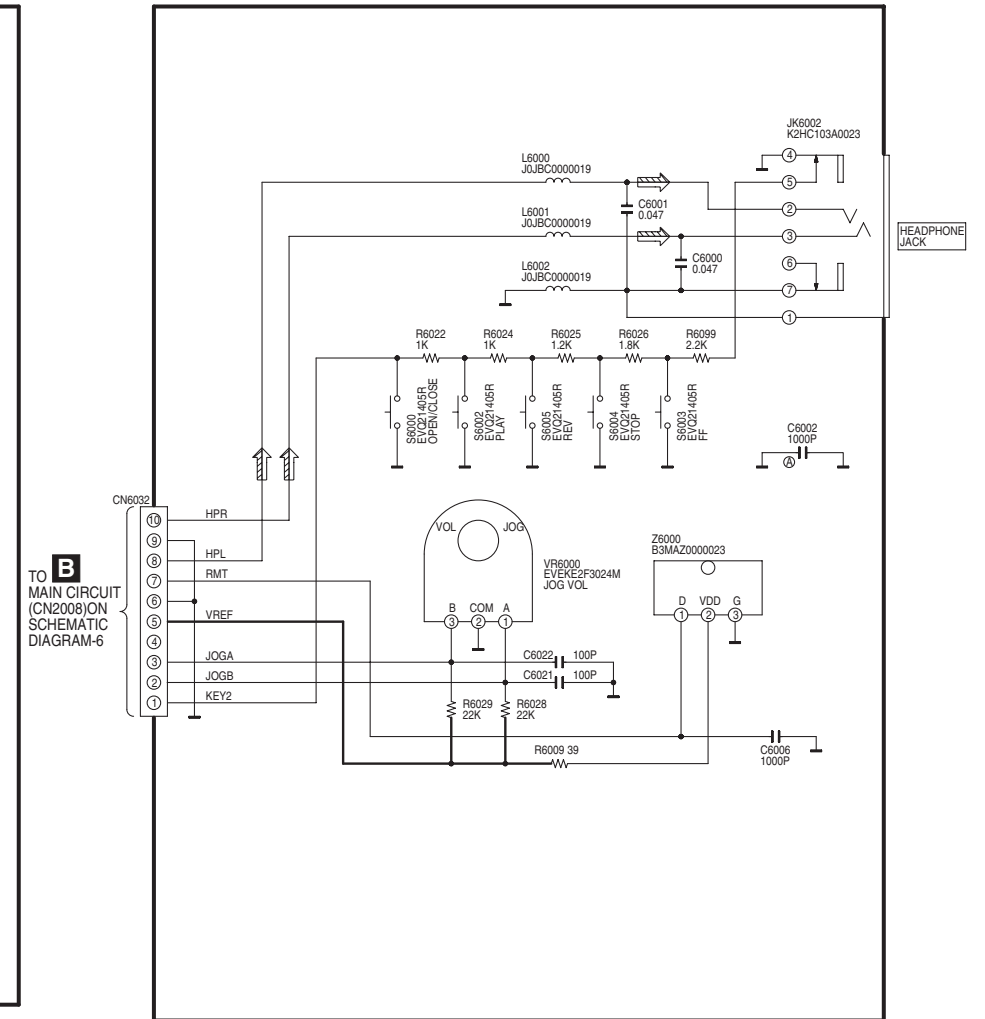 JK6002
K2HC103A0023
4
5
2
3
6
7
1
HEADPHONE
JACK
L6000
J0JBC0000019
C6001
0.047
L6001
J0JBC0000019
C6000
0.047
L6002
J0JBC0000019
R6022
1K
R6024
1K
R6025
1.2K
R6026
1.8K
R6099
2.2K
S6000
EVQ21405R
OPEN/CLOSE
S6002
EVQ21405R
PLAY
S6005
EVQ21405R
REV
S6004
EVQ21405R
STOP
S6003
EVQ21405R
FF
C6002
1000P
A
CN6032
10 HPR
9
8 HPL
7 RMT
6
5 VREF
4
3 JOGA
2 JOGB
1 KEY2
TO B
MAIN CIRCUIT
(CN2008)ON
SCHEMATIC
DIAGRAM-6
VOL JOG
VR6000
EVEKE2F3024M
JOG VOL
B COM A
3 2 1
Z6000
B3MAZ0000023
D VDD G
1 2 3
C6022 100P
C6021 100P
R6029
22K
R6028
22K
R6009 39
C6006
1000P